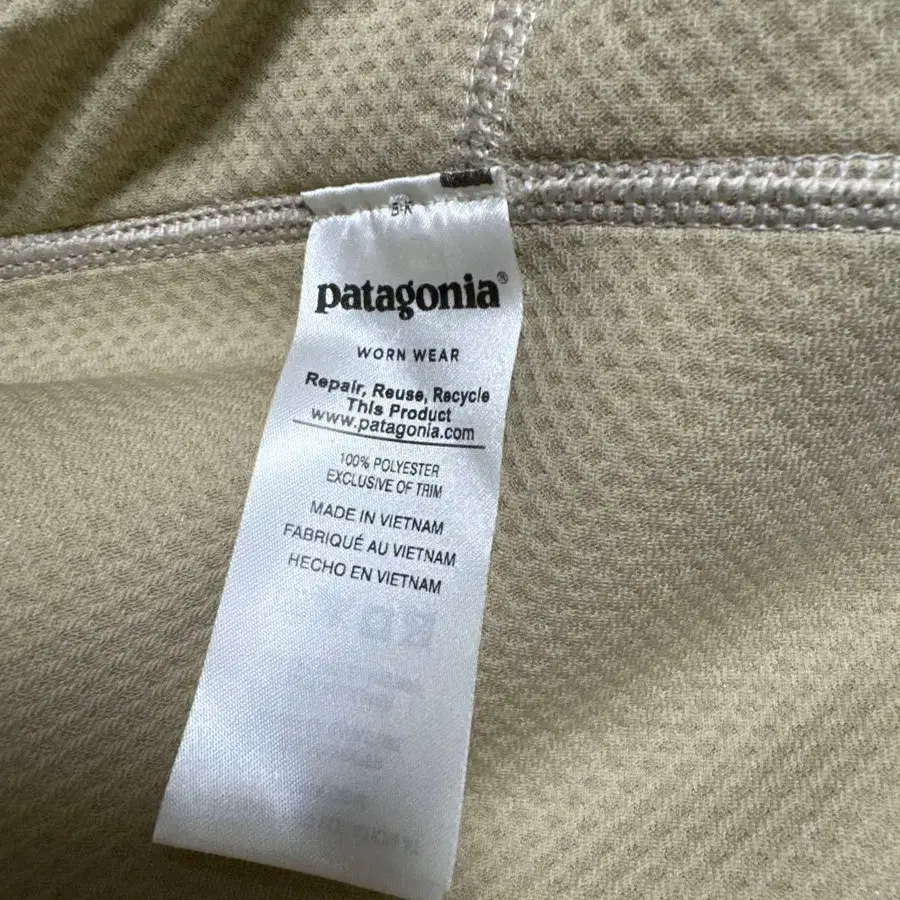 patagonia®
WORN WEAR
Repair, Reuse, Recycle
This Product
www.patagonia.com
100% POLYESTER
EXCLUSIVE OF TRIM
MADE IN VIETNAM
FABRIQUÉ AU VIETNAM
HECHO EN VIETNAM